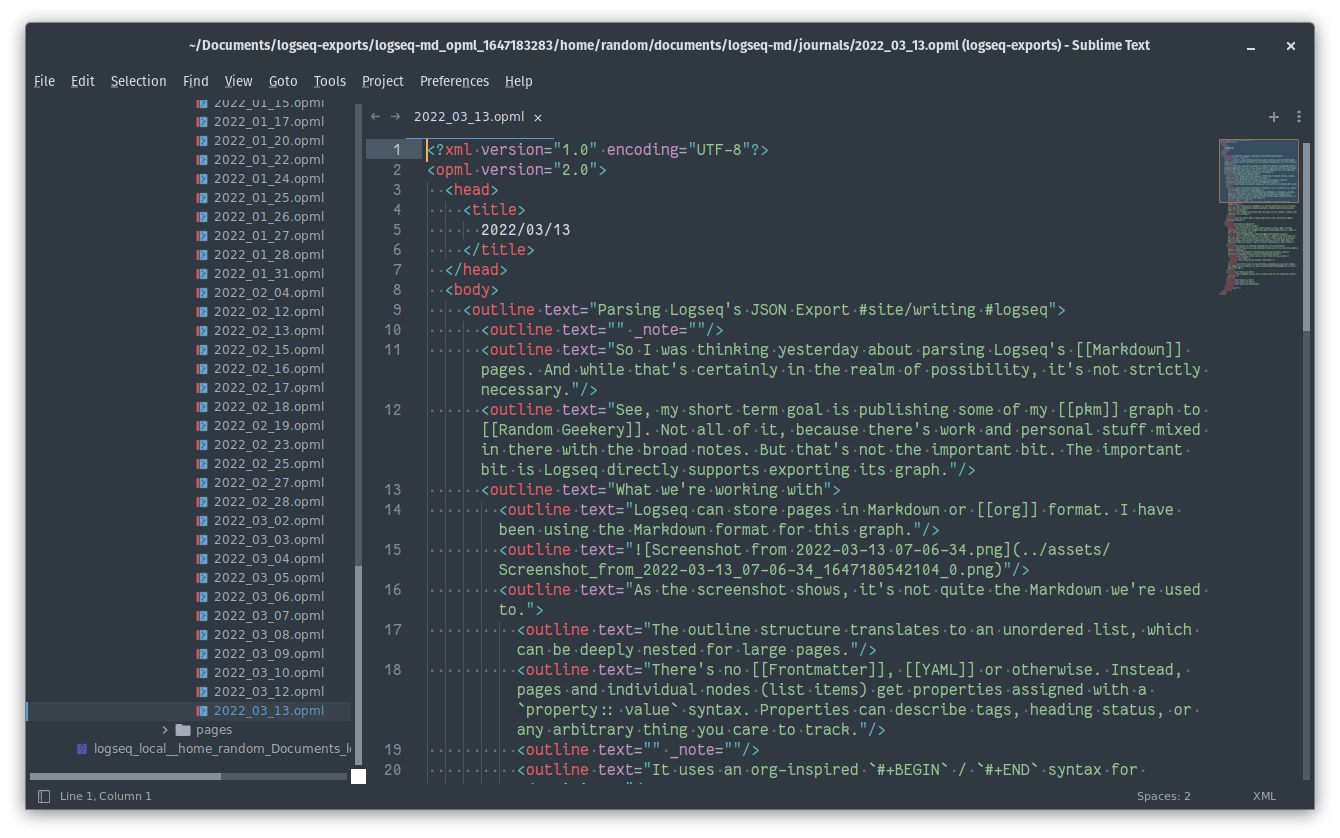 ~/Documents/logseq-exports/logseq-md_opml_1647183283/home/random/documents/logseq-md/journals/2022_03_13.opml (logseq-exports) - Sublime Text
File Edit Selection Find View Goto Tools Project Preferences Help
2022_01_15.opml
2022_01_17.opml
2022_01_20.opml
2022_01_22.opml
2022_01_24.opml
2022_01_25.opml
2022_01_26.opml
2022_01_27.opml
2022_01_28.opml
2022_01_31.opml
2022_02_04.opml
2022_02_12.opml
2022_02_13.opml
2022_02_15.opml
2022_02_16.opml
2022_02_17.opml
2022_02_18.opml
2022_02_19.opml
2022_02_23.opml
2022_02_25.opml
2022_02_27.opml
2022_02_28.opml
2022_03_02.opml
2022_03_03.opml
2022_03_04.opml
2022_03_05.opml
2022_03_06.opml
2022_03_07.opml
2022_03_08.opml
2022_03_09.opml
2022_03_10.opml
2022_03_12.opml
2022_03_13.opml
pages
logseq_local__home_random_Documents_l
2022_03_13.opml ×
1 <?xml version="1.0" encoding="UTF-8"?>
2 <opml version="2.0">
3 <head>
4 <title>
5 2022/03/13
6 </title>
7 </head>
8 <body>
9 <outline text="Parsing Logseq's JSON Export #site/writing #logseq">
10 <outline text="" _note=""/>
11 <outline text="So I was thinking yesterday about parsing Logseq's [[Markdown]]
pages. And while that's certainly in the realm of possibility, it's not strictly
necessary."/>
12 <outline text="See, my short term goal is publishing some of my [[pkm]] graph to
[[Random Geekery]]. Not all of it, because there's work and personal stuff mixed
in there with the broad notes. But that's not the important bit. The important
bit is Logseq directly supports exporting its graph."/>
13 <outline text="What we're working with">
14 <outline text="Logseq can store pages in Markdown or [[org]] format. I have
been using the Markdown format for this graph."/>
15 <outline text="![Screenshot from 2022-03-13 07-06-34.png](../assets/
Screenshot_from_2022-03-13_07-06-34_1647180542104_0.png)"/>
16 <outline text="As the screenshot shows, it's not quite the Markdown we're used
to.">
17 <outline text="The outline structure translates to an unordered list, which
can be deeply nested for large pages."/>
18 <outline text="There's no [[Frontmatter]], [[YAML]] or otherwise. Instead,
pages and individual nodes (list items) get properties assigned with a
`property:: value` syntax. Properties can describe tags, heading status, or
any arbitrary thing you care to track."/>
19 <outline text="" _note=""/>
20 <outline text="It uses an org-inspired `#+BEGIN` / `#+END` syntax for
Line 1, Column 1
Spaces: 2
XML